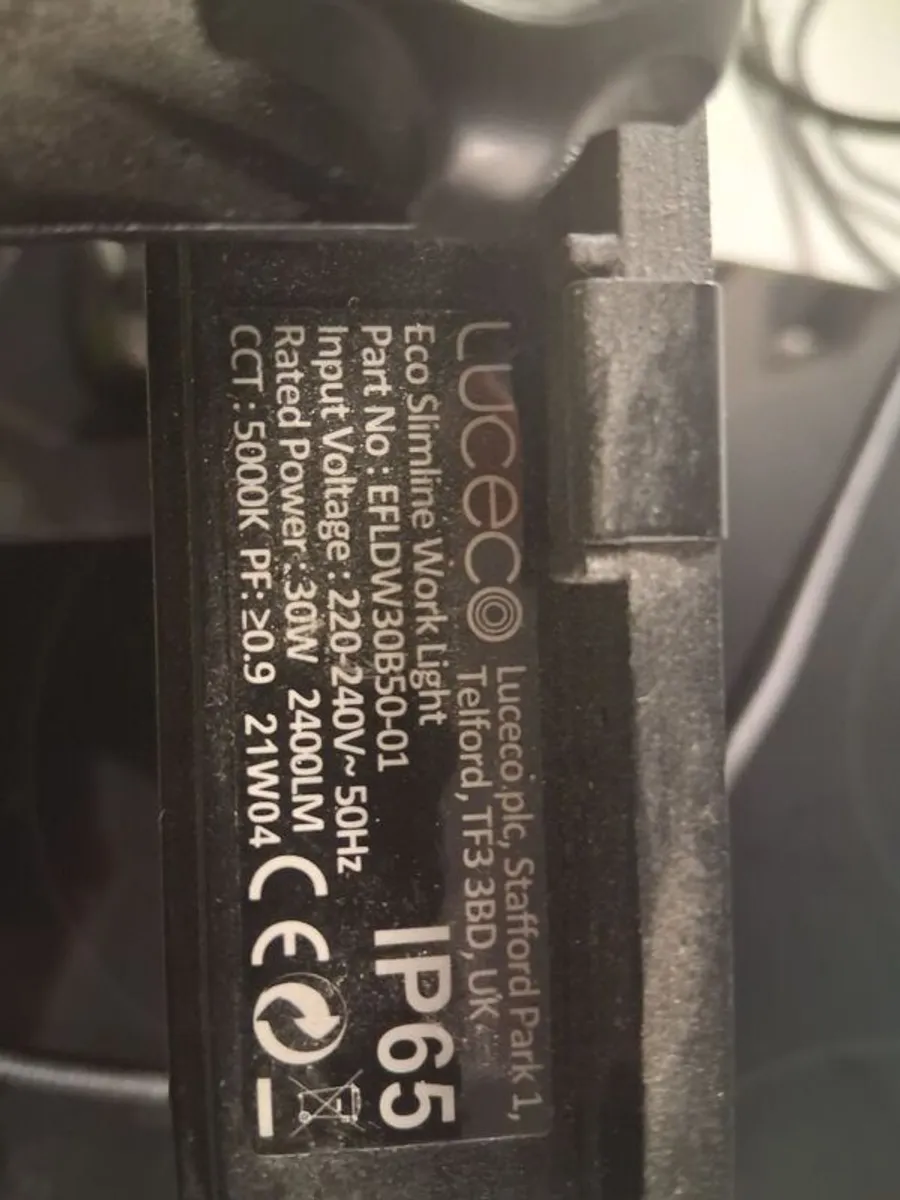 LUCECO
Luceco plc, Stafford Park 1,
Telford, TF3 3BD, UK
Eco Slimline Work Light
Part No : EFLDW30B50-01
Input Voltage : 220-240V~ 50Hz
Rated Power : 30W 2400LM
CCT : 5000K PF: ≥0.9 21W04
IP65
CE